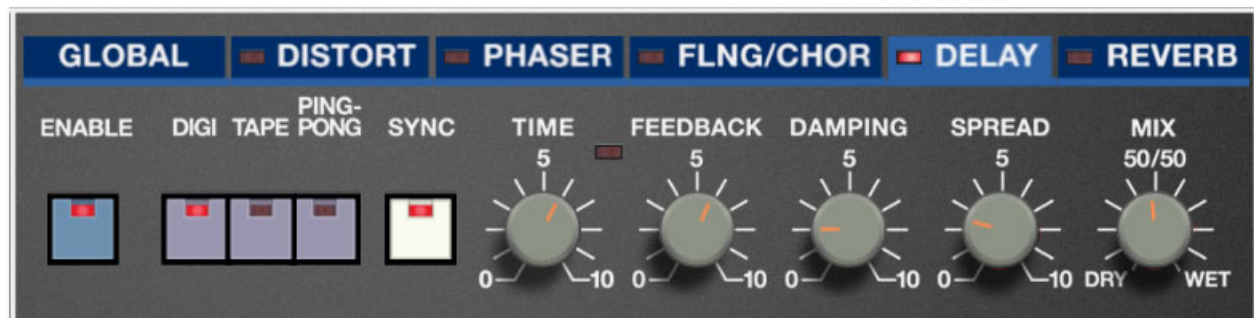 GLOBAL DISTORT PHASER FLNG/CHOR DELAY REVERB
ENABLE DIGI TAPE PING-PONG SYNC TIME FEEDBACK DAMPING SPREAD MIX
5 5 5 5 50/50
0 10 0 10 0 10 0 10 DRY WET